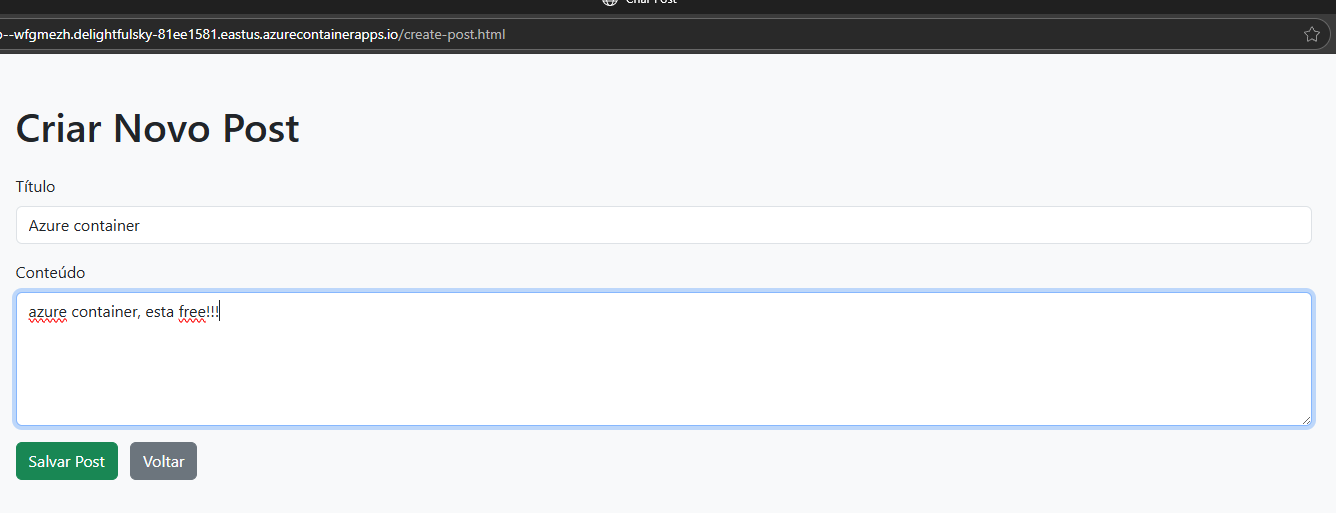 Criar Post
--wfgmezh.delightfulsky-81ee1581.eastus.azurecontainerapps.io/create-post.html
Criar Novo Post
Título
Azure container
Conteúdo
azure container, esta free!!!
Salvar Post Voltar